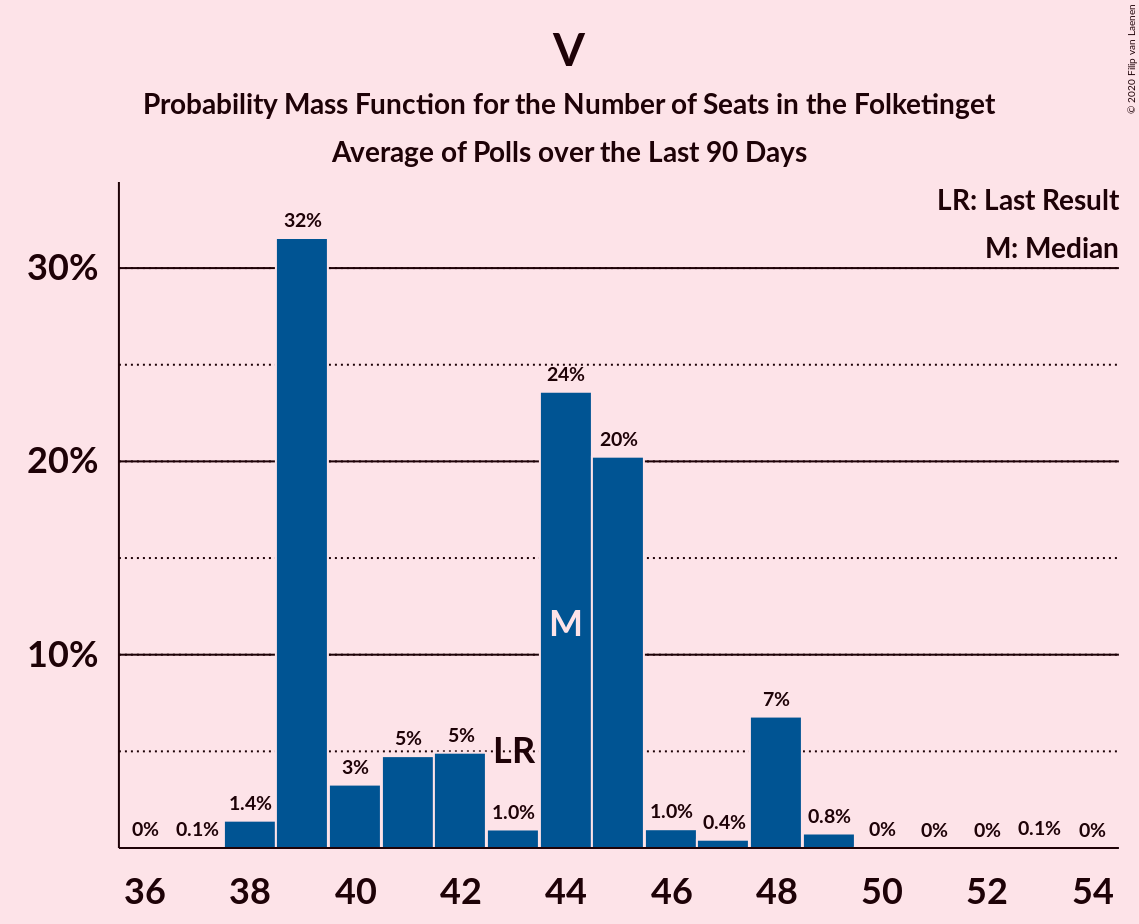 © 2020 Filip van Laenen
V
Probability Mass Function for the Number of Seats in the Folketinget
Average of Polls over the Last 90 Days
LR: Last Result
M: Median
30%
20%
10%
0%
0.1%
1.4%
32%
3%
5%
5%
1.0%
LR
24%
M
20%
1.0%
0.4%
7%
0.8%
0%
0%
0%
0.1%
0%
36 38 40 42 44 46 48 50 52 54